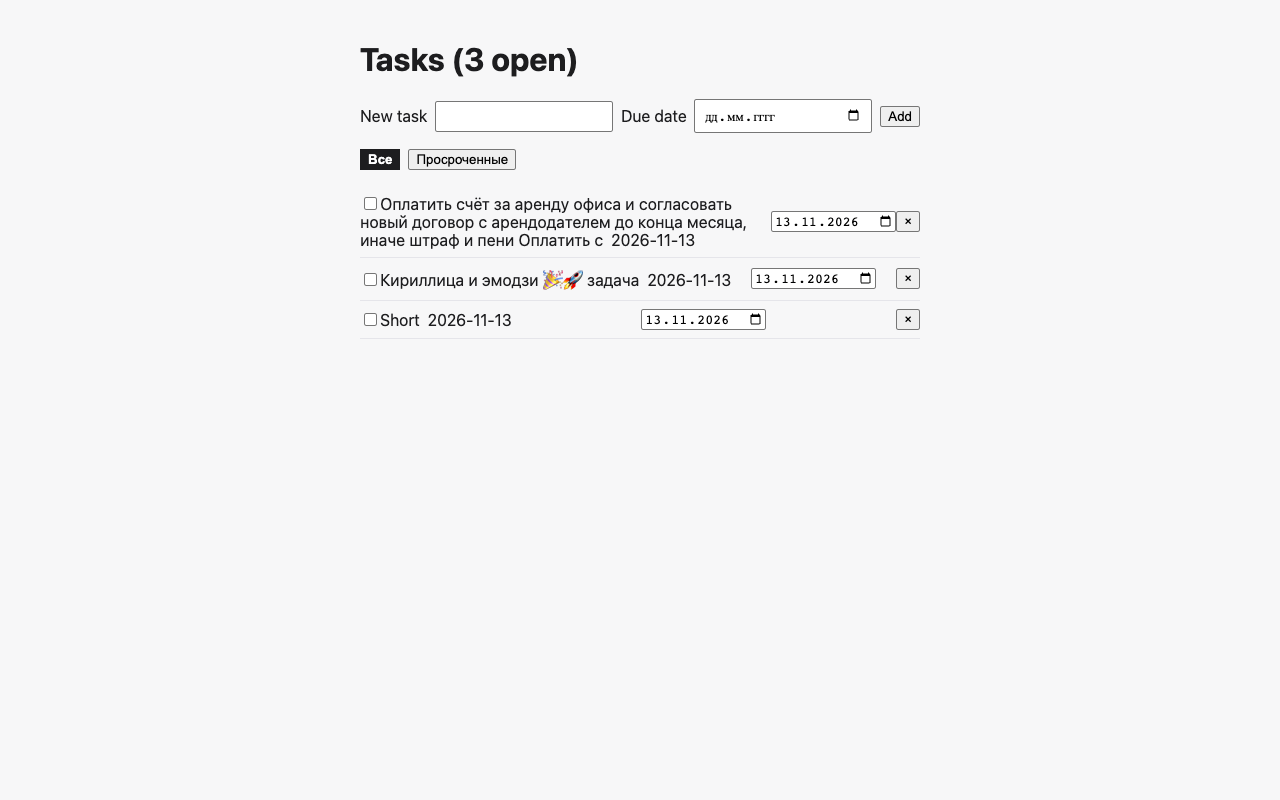 Tasks (3 open)
New task Due date дд.мм.гггг Add
Все Просроченные
Оплатить счёт за аренду офиса и согласовать
новый договор с арендодателем до конца месяца, 13.11.2026 ×
иначе штраф и пени Оплатить с 2026-11-13
Кириллица и эмодзи 🎉🚀 задача 2026-11-13 13.11.2026 ×
Short 2026-11-13 13.11.2026 ×